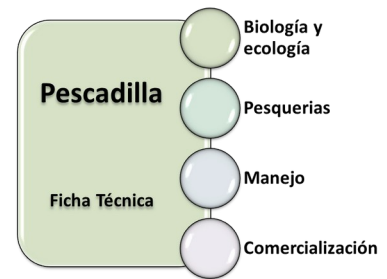 Pescadilla
Ficha Técnica
Biología y
ecología
Pesquerias
Manejo
Comercialización